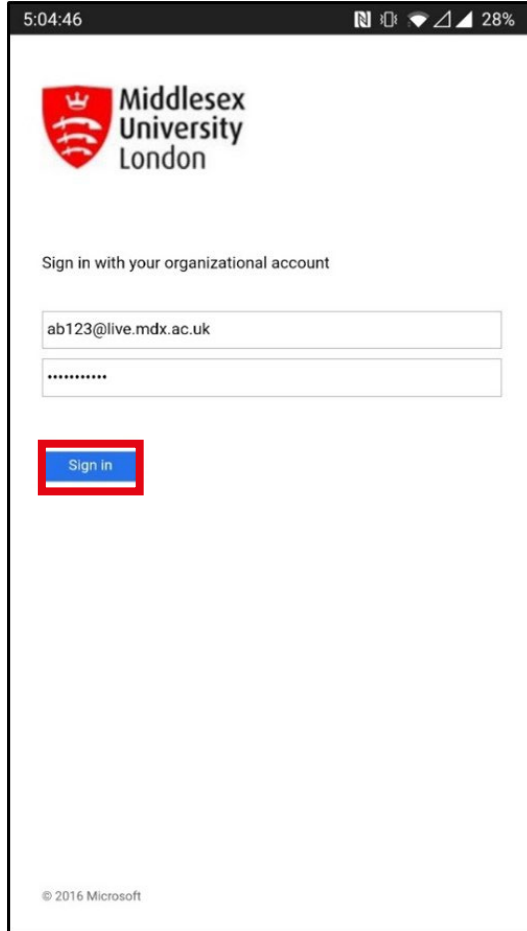 5:04:46 28%
Middlesex
University
London
Sign in with your organizational account
ab123@live.mdx.ac.uk
•••••••••••
Sign in
© 2016 Microsoft